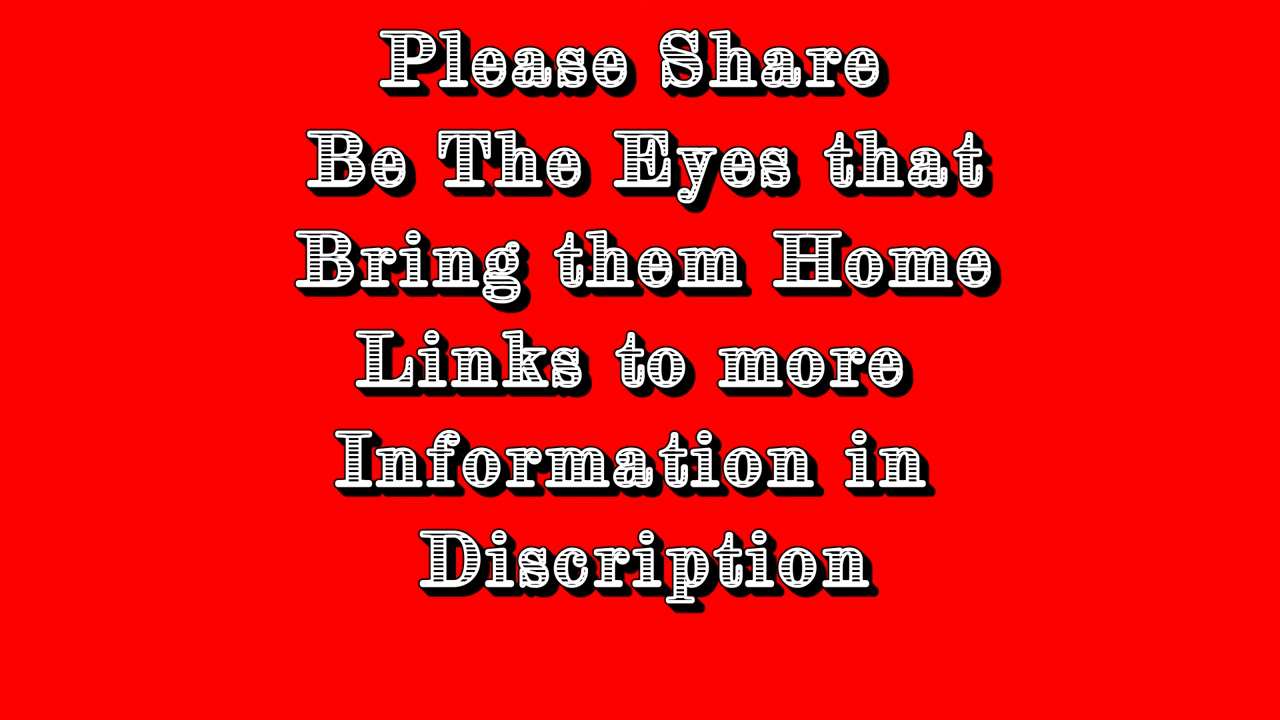 Please Share
Be The Eyes that
Bring them Home
Links to more
Information in
Discription